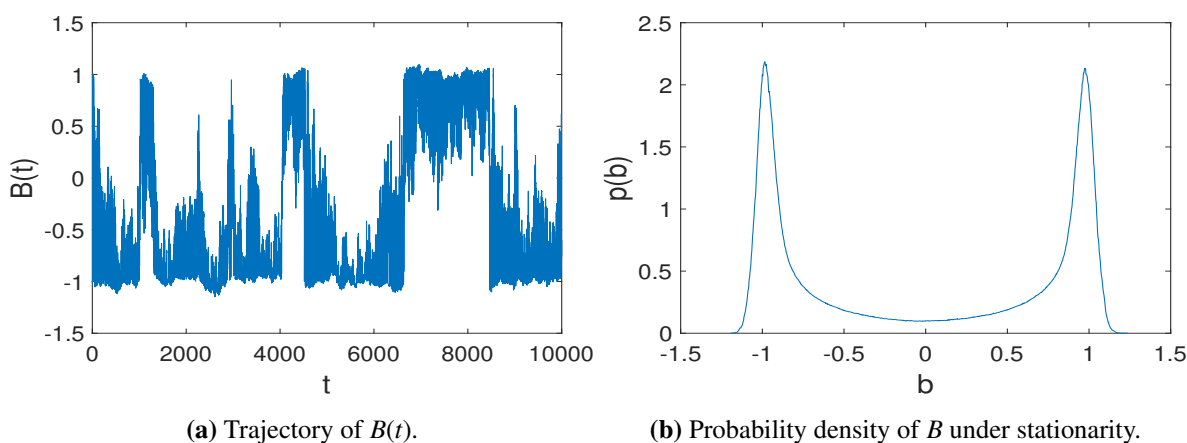 1.5
1
0.5
0
-0.5
-1
-1.5
B(t)
0 2000 4000 6000 8000 10000
t
2.5
2
1.5
1
0.5
0
p(b)
-1.5 -1 -0.5 0 0.5 1 1.5
b
(a) Trajectory of B(t).
(b) Probability density of B under stationarity.